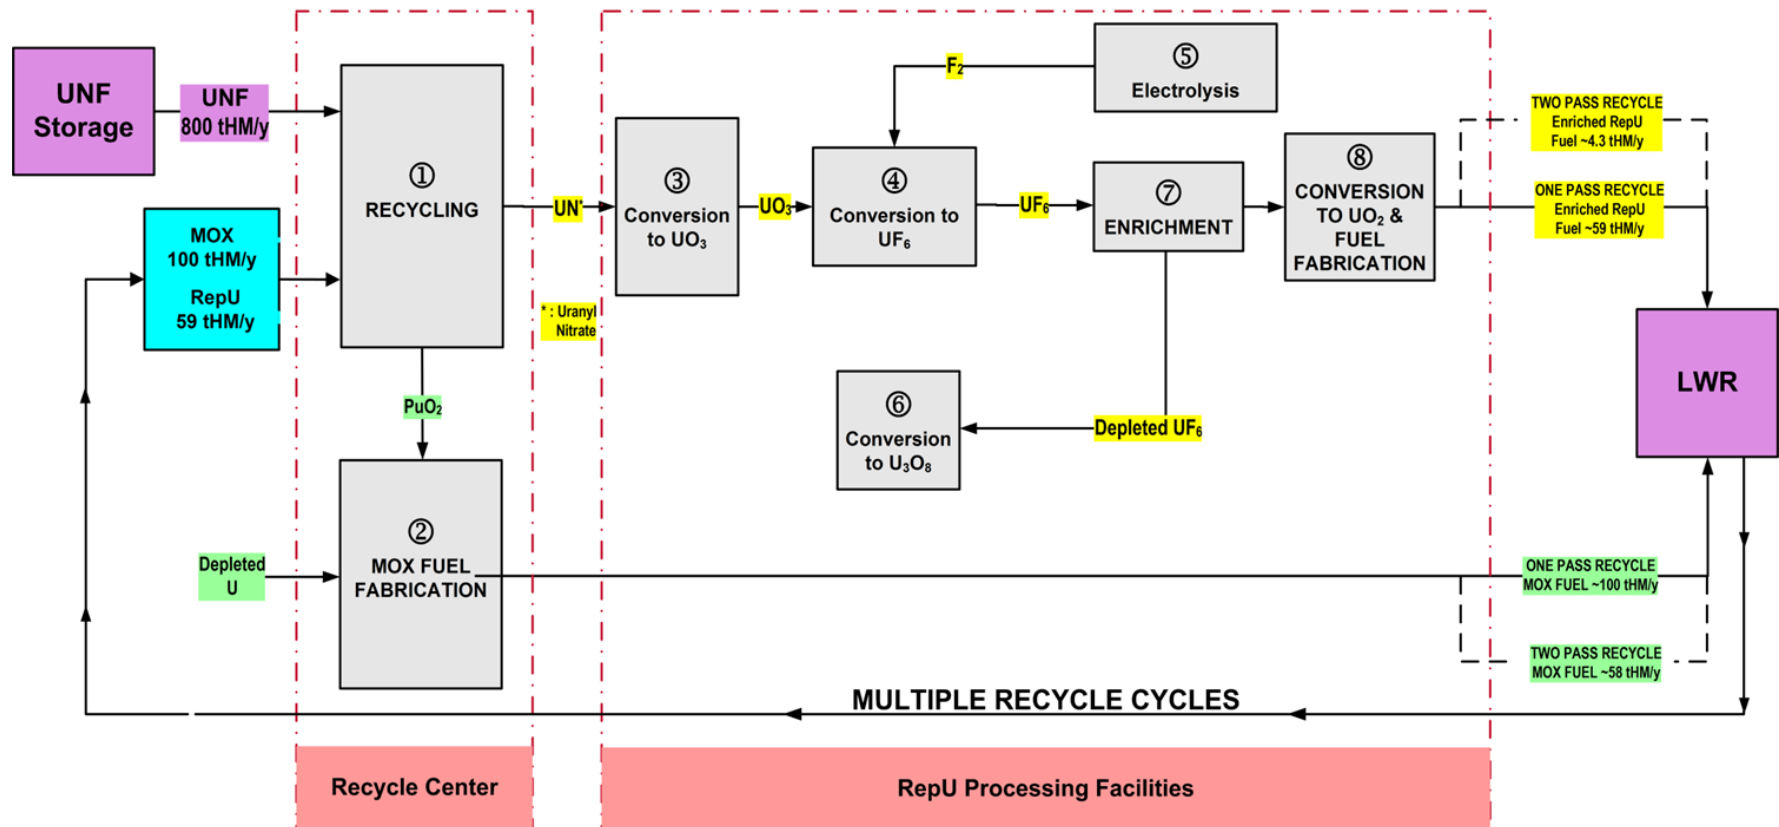 UNF
Storage
UNF
800 tHM/y
MOX
100 tHM/y
RepU
59 tHM/y
①
RECYCLING
PuO₂
②
MOX FUEL
FABRICATION
Depleted
U
UN*
* : Uranyl
Nitrate
③
Conversion
to UO₃
UO₃
④
Conversion to
UF₆
F₂
⑤
Electrolysis
UF₆
⑦
ENRICHMENT
Depleted UF₆
⑥
Conversion
to U₃O₈
⑧
CONVERSION
TO UO₂ &
FUEL
FABRICATION
TWO PASS RECYCLE
Enriched RepU
Fuel ~4.3 tHM/y
ONE PASS RECYCLE
Enriched RepU
Fuel ~59 tHM/y
LWR
ONE PASS RECYCLE
MOX FUEL ~100 tHM/y
TWO PASS RECYCLE
MOX FUEL ~58 tHM/y
MULTIPLE RECYCLE CYCLES
Recycle Center
RepU Processing Facilities